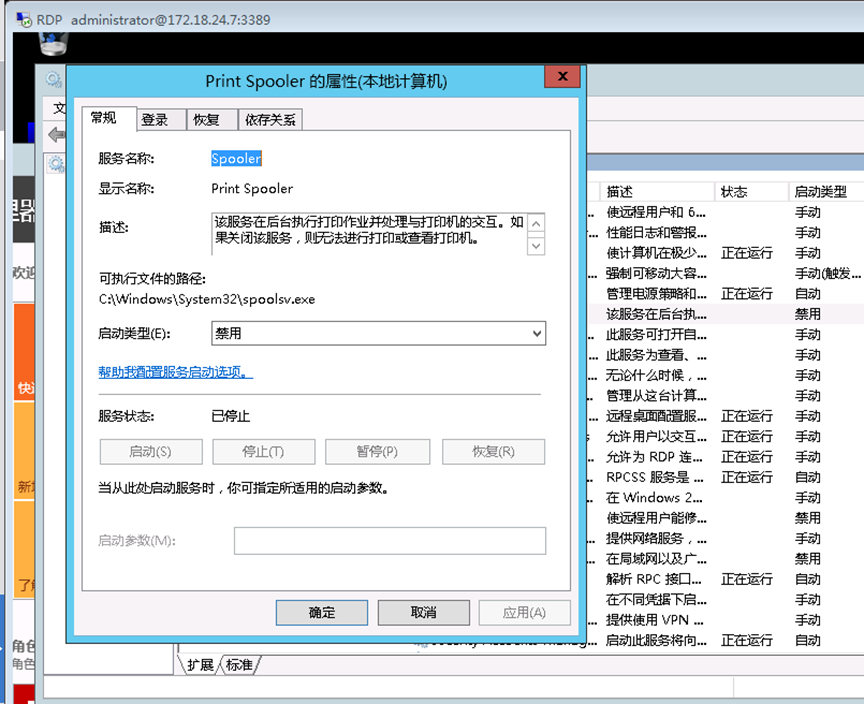 RDP administrator@172.18.24.7:3389
Print Spooler 的属性(本地计算机)
x
文
常规 登录 恢复 依存关系
服务名称: Spooler
显示名称: Print Spooler
描述: 该服务在后台执行打印作业并处理与打印机的交互。如
果关闭该服务，则无法进行打印或查看打印机。
可执行文件的路径:
C:\Windows\System32\spoolsv.exe
启动类型(E): 禁用
帮助我配置服务启动选项。
服务状态: 已停止
启动(S) 停止(T) 暂停(P) 恢复(R)
当从此处启动服务时，你可指定所适用的启动参数。
启动参数(M):
确定 取消 应用(A)
描述 状态 启动类型
使远程用户和 6... 手动
性能日志和警报... 手动
使计算机在极少... 正在运行 手动
强制可移动大容... 手动(触发...
管理电源策略和... 正在运行 自动
该服务在后台执... 禁用
此服务可打开自... 手动
此服务为查看、... 手动
无论什么时候，... 手动
管理从这台计算... 手动
远程桌面配置服... 正在运行 手动
允许用户以交互... 正在运行 手动
允许为 RDP 连... 正在运行 手动
RPCSS 服务是 ... 正在运行 自动
在 Windows 2... 手动
使远程用户能修... 禁用
提供网络服务，... 手动
在局域网以及广... 禁用
解析 RPC 接口... 正在运行 自动
在不同凭据下启... 手动
提供使用 VPN ... 手动
启动此服务将向... 正在运行 自动
扩展 标准
理器
欢迎
快速
新增
了解
角色
角色